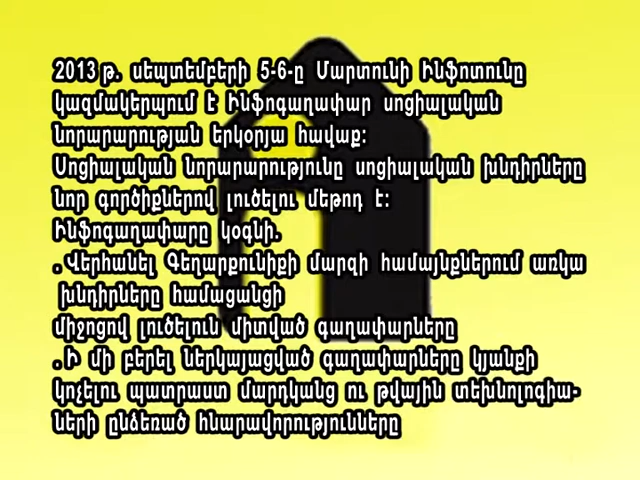 2013 թ. սեպտեմբերի 5-6-ը Մարտունի Ինֆոտունը
կազմակերպում է Ինֆոգաղափար սոցիալական
նորարարության երկօրյա հավաք:
Սոցիալական նորարարությունը սոցիալական խնդիրները
նոր գործիքներով լուծելու մեթոդ է:
Ինֆոգաղափարը կօգնի.
. Վերհանել Գեղարքունիքի մարզի համայնքներում առկա
խնդիրները համացանցի
միջոցով լուծելուն միտված գաղափարները
. Ի մի բերել ներկայացված գաղափարները կյանքի
կոչելու պատրաստ մարդկանց ու թվային տեխնոլոգիա-
ների ընձեռած հնարավորությունները